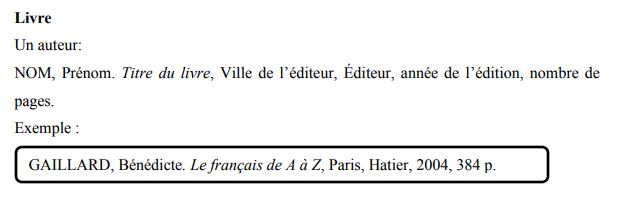 Livre
Un auteur:
NOM, Prénom. Titre du livre, Ville de l’éditeur, Éditeur, année de l’édition, nombre de
pages.
Exemple :
GAILLARD, Bénédicte. Le français de A à Z, Paris, Hatier, 2004, 384 p.